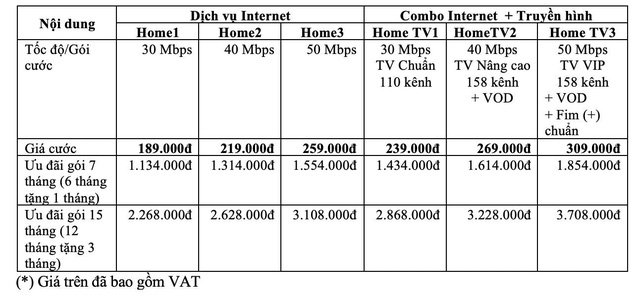 Nội dung Dịch vụ Internet Combo Internet + Truyền hình
Home1 Home2 Home3 Home TV1 HomeTV2 Home TV3
Tốc độ/Gói 30 Mbps 40 Mbps 50 Mbps 30 Mbps 40 Mbps 50 Mbps
cước TV Chuẩn TV Nâng cao TV VIP
110 kênh 158 kênh 158 kênh
+ VOD + VOD
+ Fim (+)
chuẩn
Giá cước 189.000đ 219.000đ 259.000đ 239.000đ 269.000đ 309.000đ
Ưu đãi gói 7 1.134.000đ 1.314.000đ 1.554.000đ 1.434.000đ 1.614.000đ 1.854.000đ
tháng (6 tháng
tặng 1 tháng)
Ưu đãi gói 15 2.268.000đ 2.628.000đ 3.108.000đ 2.868.000đ 3.228.000đ 3.708.000đ
tháng (12
tháng tặng 3
tháng)
(*) Giá trên đã bao gồm VAT